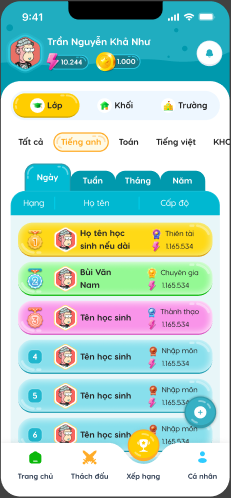 9:41
Trần Nguyễn Khả Như
10.244 1.000
Lớp Khối Trường
Tất cả Tiếng anh Toán Tiếng việt KHO
Ngày Tuần Tháng Năm
Hạng Họ tên Cấp độ
1 Họ tên học Thiên tài
sinh nếu dài 1.165.534
2 Bùi Văn Chuyên gia
Nam 1.165.534
3 Tên học sinh Thành thạo
1.165.534
4 Tên học sinh Nhập môn
1.165.534
5 Tên học sinh Nhập môn
1.165.534
6 Tên học sinh Nhập môn
1.165.534
Trang chủ Thách đấu Xếp hạng Cá nhân